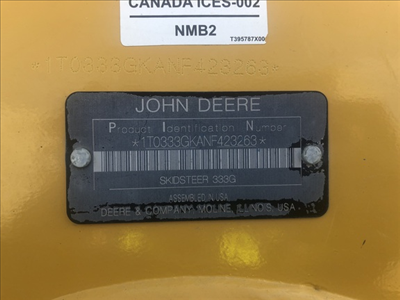 CANADA ICES-002
NMB2
T395787X00
*1T0333GKANF423263*
JOHN DEERE
Product Identification Number
*1T0333GKANF423263*
SKIDSTEER 333G
ASSEMBLED IN USA
DEERE & COMPANY MOLINE, ILLINOIS, USA